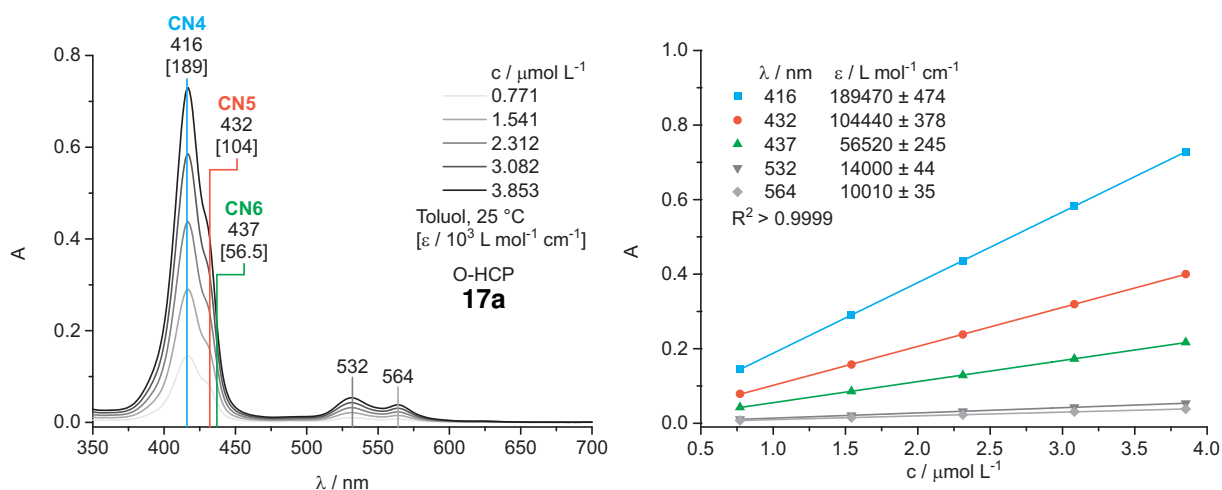 CN4
416
[189]
CN5
432
[104]
CN6
437
[56.5]
c / μmol L-1
0.771
1.541
2.312
3.082
3.853
Toluol, 25 °C
[ε / 10³ L mol-1 cm-1]
O-HCP
17a
532
564
0.8
0.6
0.4
0.2
0.0
A
350 400 450 500 550 600 650 700
λ / nm
λ / nm ε / L mol-1 cm-1
416 189470 ± 474
432 104440 ± 378
437 56520 ± 245
532 14000 ± 44
564 10010 ± 35
R² > 0.9999
1.0
0.8
0.6
0.4
0.2
0.0
A
0.5 1.0 1.5 2.0 2.5 3.0 3.5 4.0
c / μmol L-1